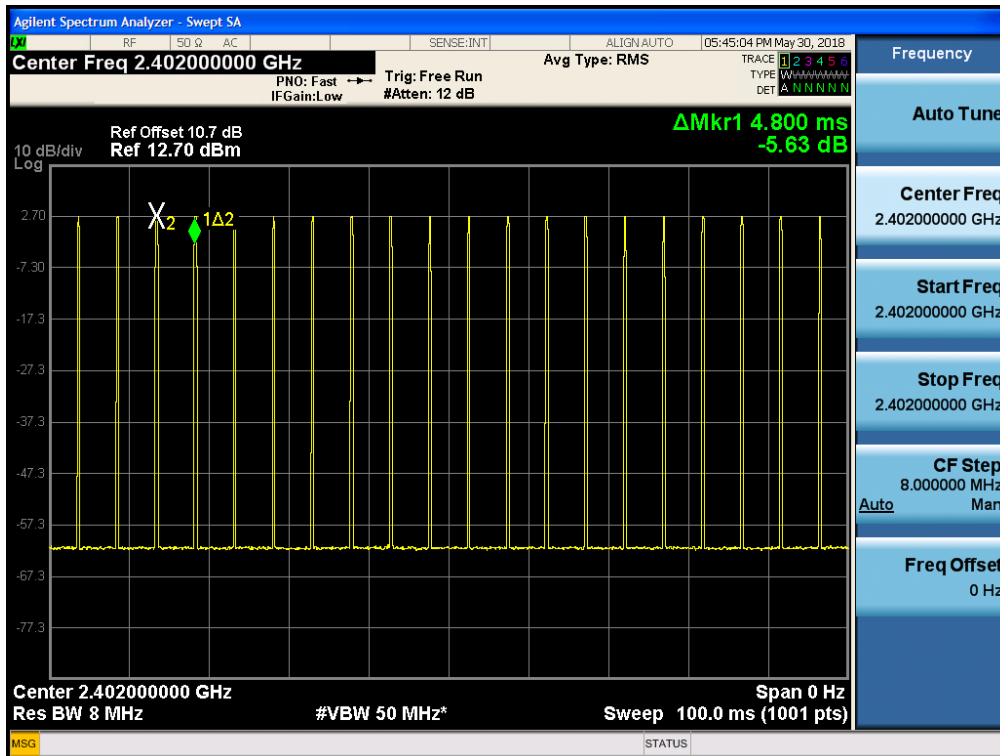 Agilent Spectrum Analyzer - Swept SA
LXI RF 50 Ω AC SENSE:INT ALIGN AUTO 05:45:04 PM May 30, 2018
Center Freq 2.402000000 GHz
PNO: Fast
IFGain:Low
Trig: Free Run
#Atten: 12 dB
Avg Type: RMS
TRACE 1 2 3 4 5 6
TYPE W
DET A N N N N N
ΔMkr1 4.800 ms
-5.63 dB
Ref Offset 10.7 dB
10 dB/div Ref 12.70 dBm
Log
2.70
-7.30
-17.3
-27.3
-37.3
-47.3
-57.3
-67.3
-77.3
X2
1Δ2
Center 2.402000000 GHz Span 0 Hz
Res BW 8 MHz #VBW 50 MHz* Sweep 100.0 ms (1001 pts)
MSG STATUS
Frequency
Auto Tune
Center Freq
2.402000000 GHz
Start Freq
2.402000000 GHz
Stop Freq
2.402000000 GHz
CF Step
8.000000 MHz
Auto Man
Freq Offset
0 Hz